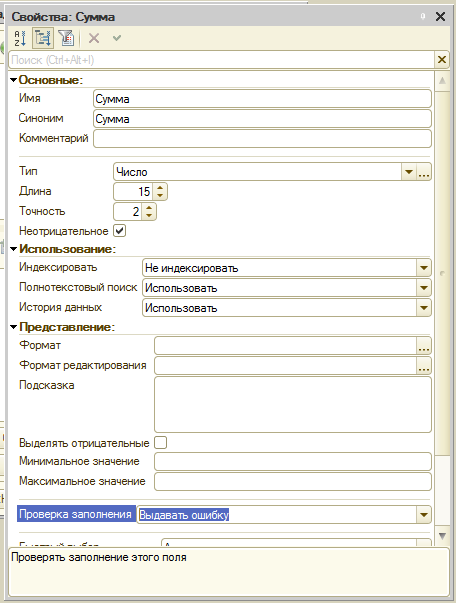 Свойства: Сумма
Поиск (Ctrl+Alt+I)
Основные:
Имя Сумма
Синоним Сумма
Комментарий
Тип Число ...
Длина 15
Точность 2
Неотрицательное
Использование:
Индексировать Не индексировать
Полнотекстовый поиск Использовать
История данных Использовать
Представление:
Формат ...
Формат редактирования ...
Подсказка
Выделять отрицательные
Минимальное значение
Максимальное значение
Проверка заполнения Выдавать ошибку
Проверять заполнение этого поля